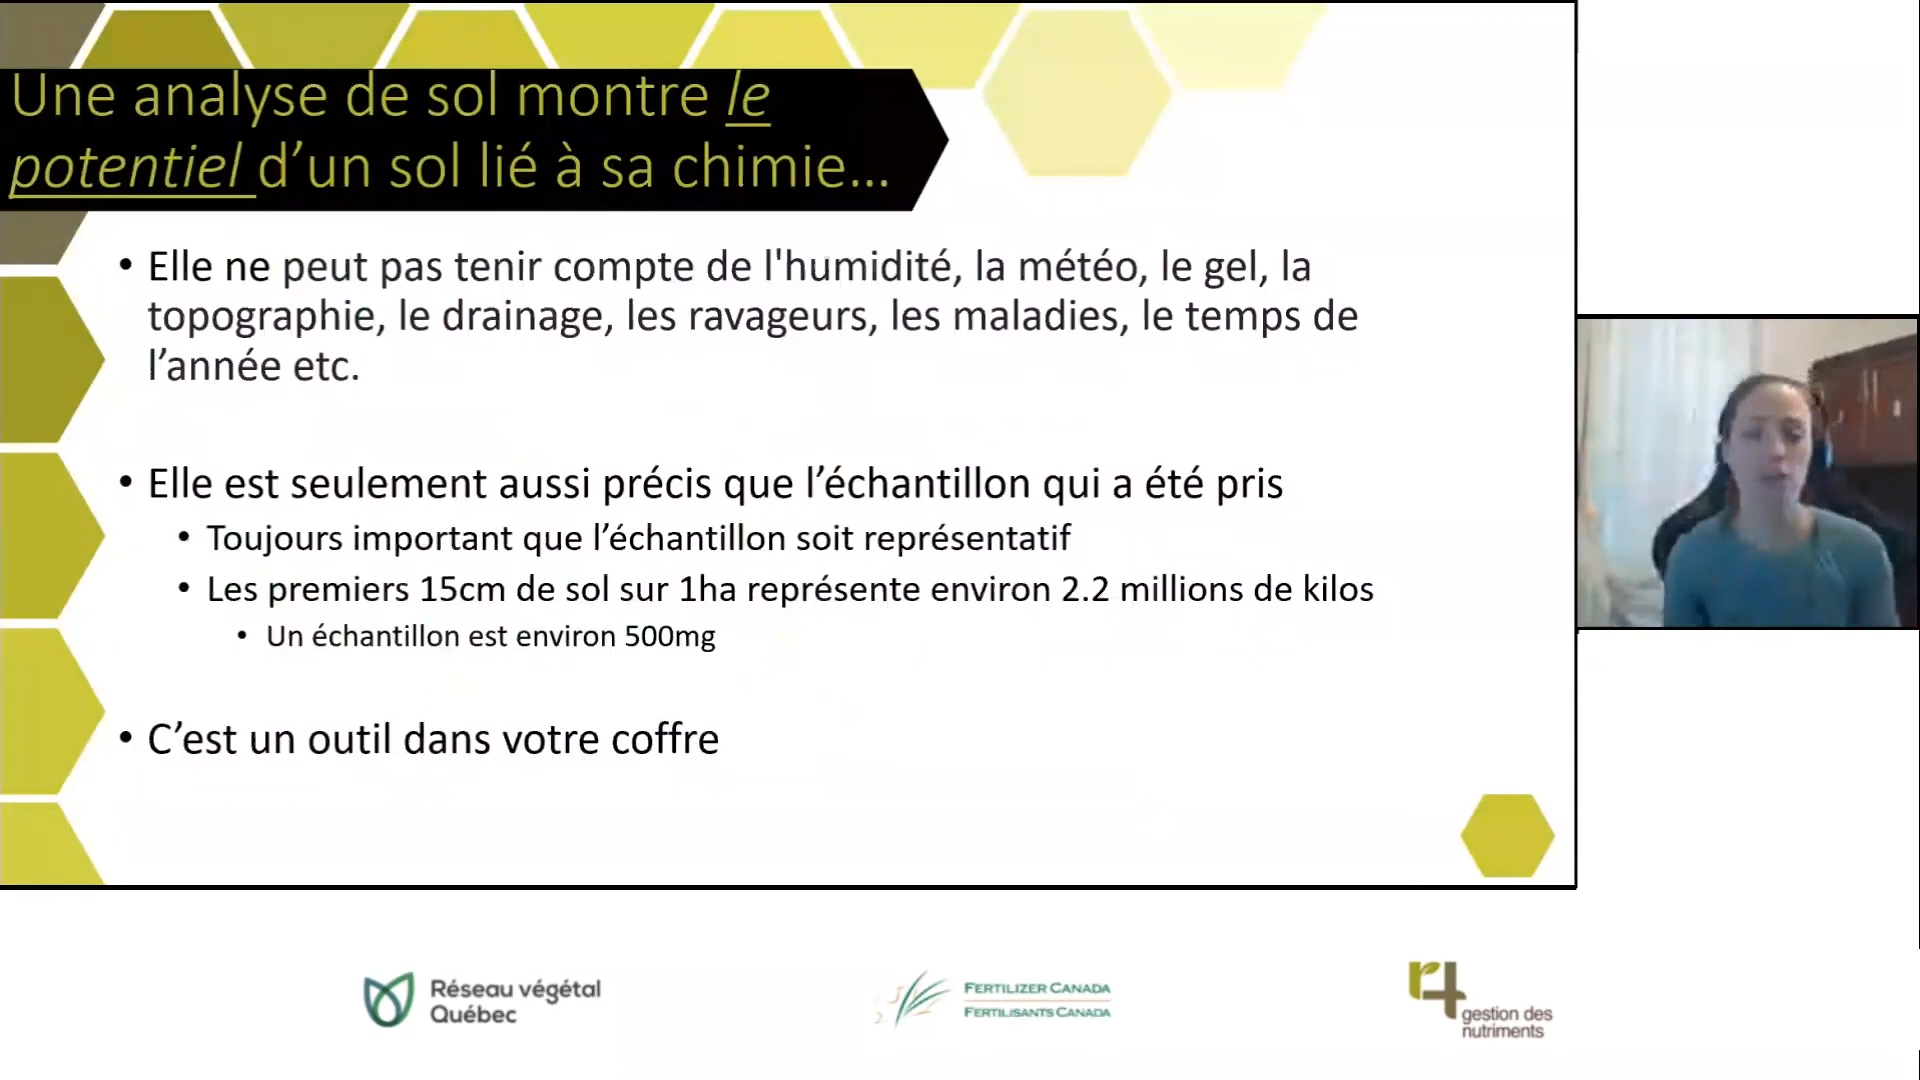 Une analyse de sol montre le
potentiel d’un sol lié à sa chimie...
• Elle ne peut pas tenir compte de l'humidité, la météo, le gel, la
topographie, le drainage, les ravageurs, les maladies, le temps de
l’année etc.
• Elle est seulement aussi précis que l’échantillon qui a été pris
• Toujours important que l’échantillon soit représentatif
• Les premiers 15cm de sol sur 1ha représente environ 2.2 millions de kilos
• Un échantillon est environ 500mg
• C’est un outil dans votre coffre
Réseau végétal
Québec
FERTILIZER CANADA
FERTILISANTS CANADA
r4
gestion des
nutriments